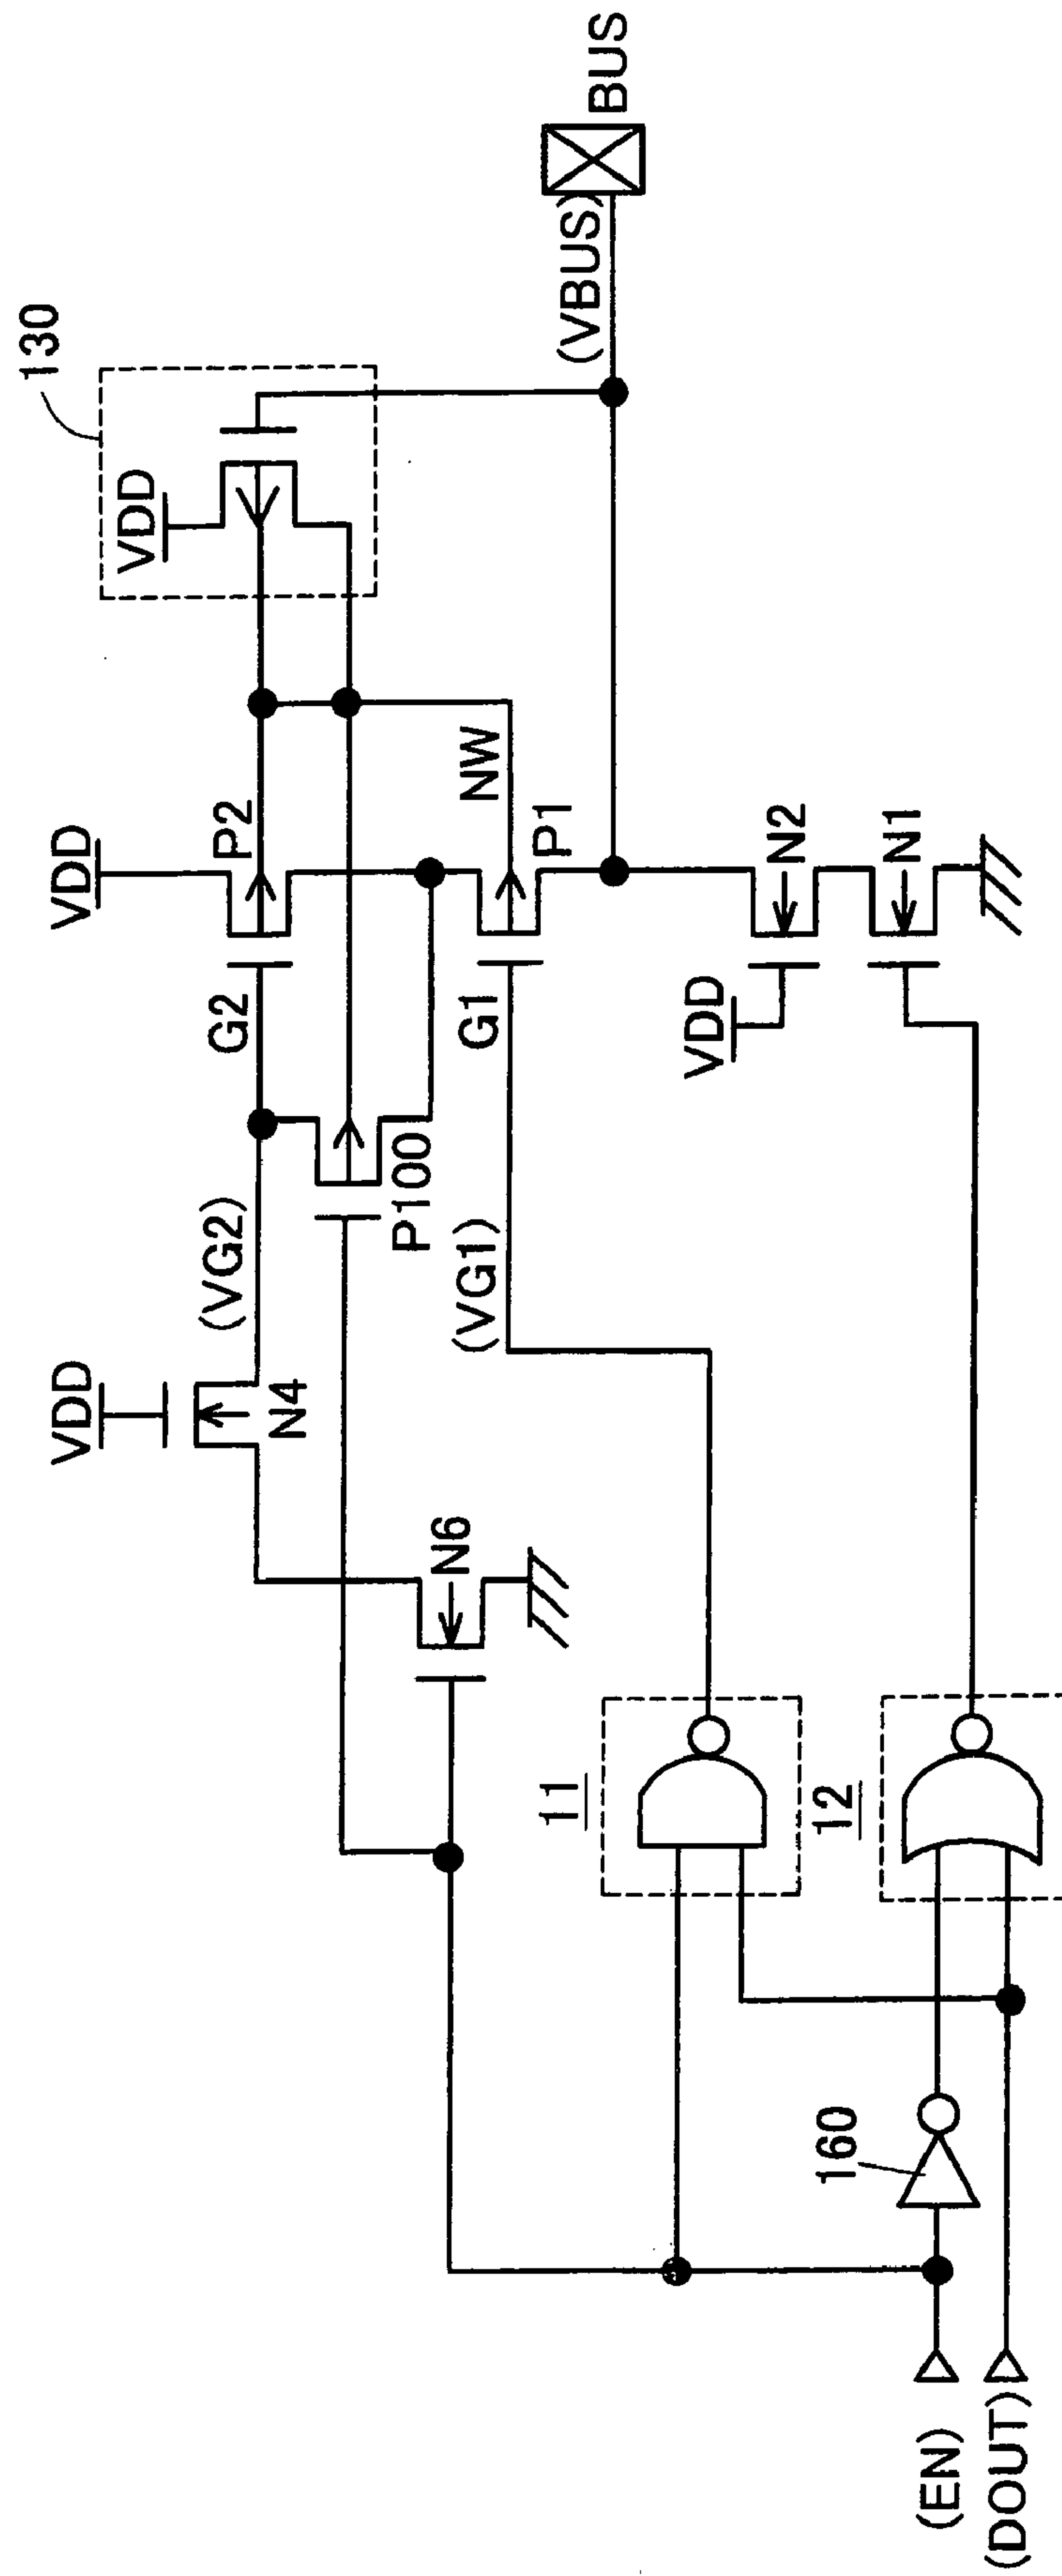 130
VDD
VDD
P2
G2
(VG2)
VDD
N4
P100
N6
NW
P1
G1
(VG1)
(VBUS)
BUS
VDD
N2
N1
11
12
160
(EN)
(DOUT)